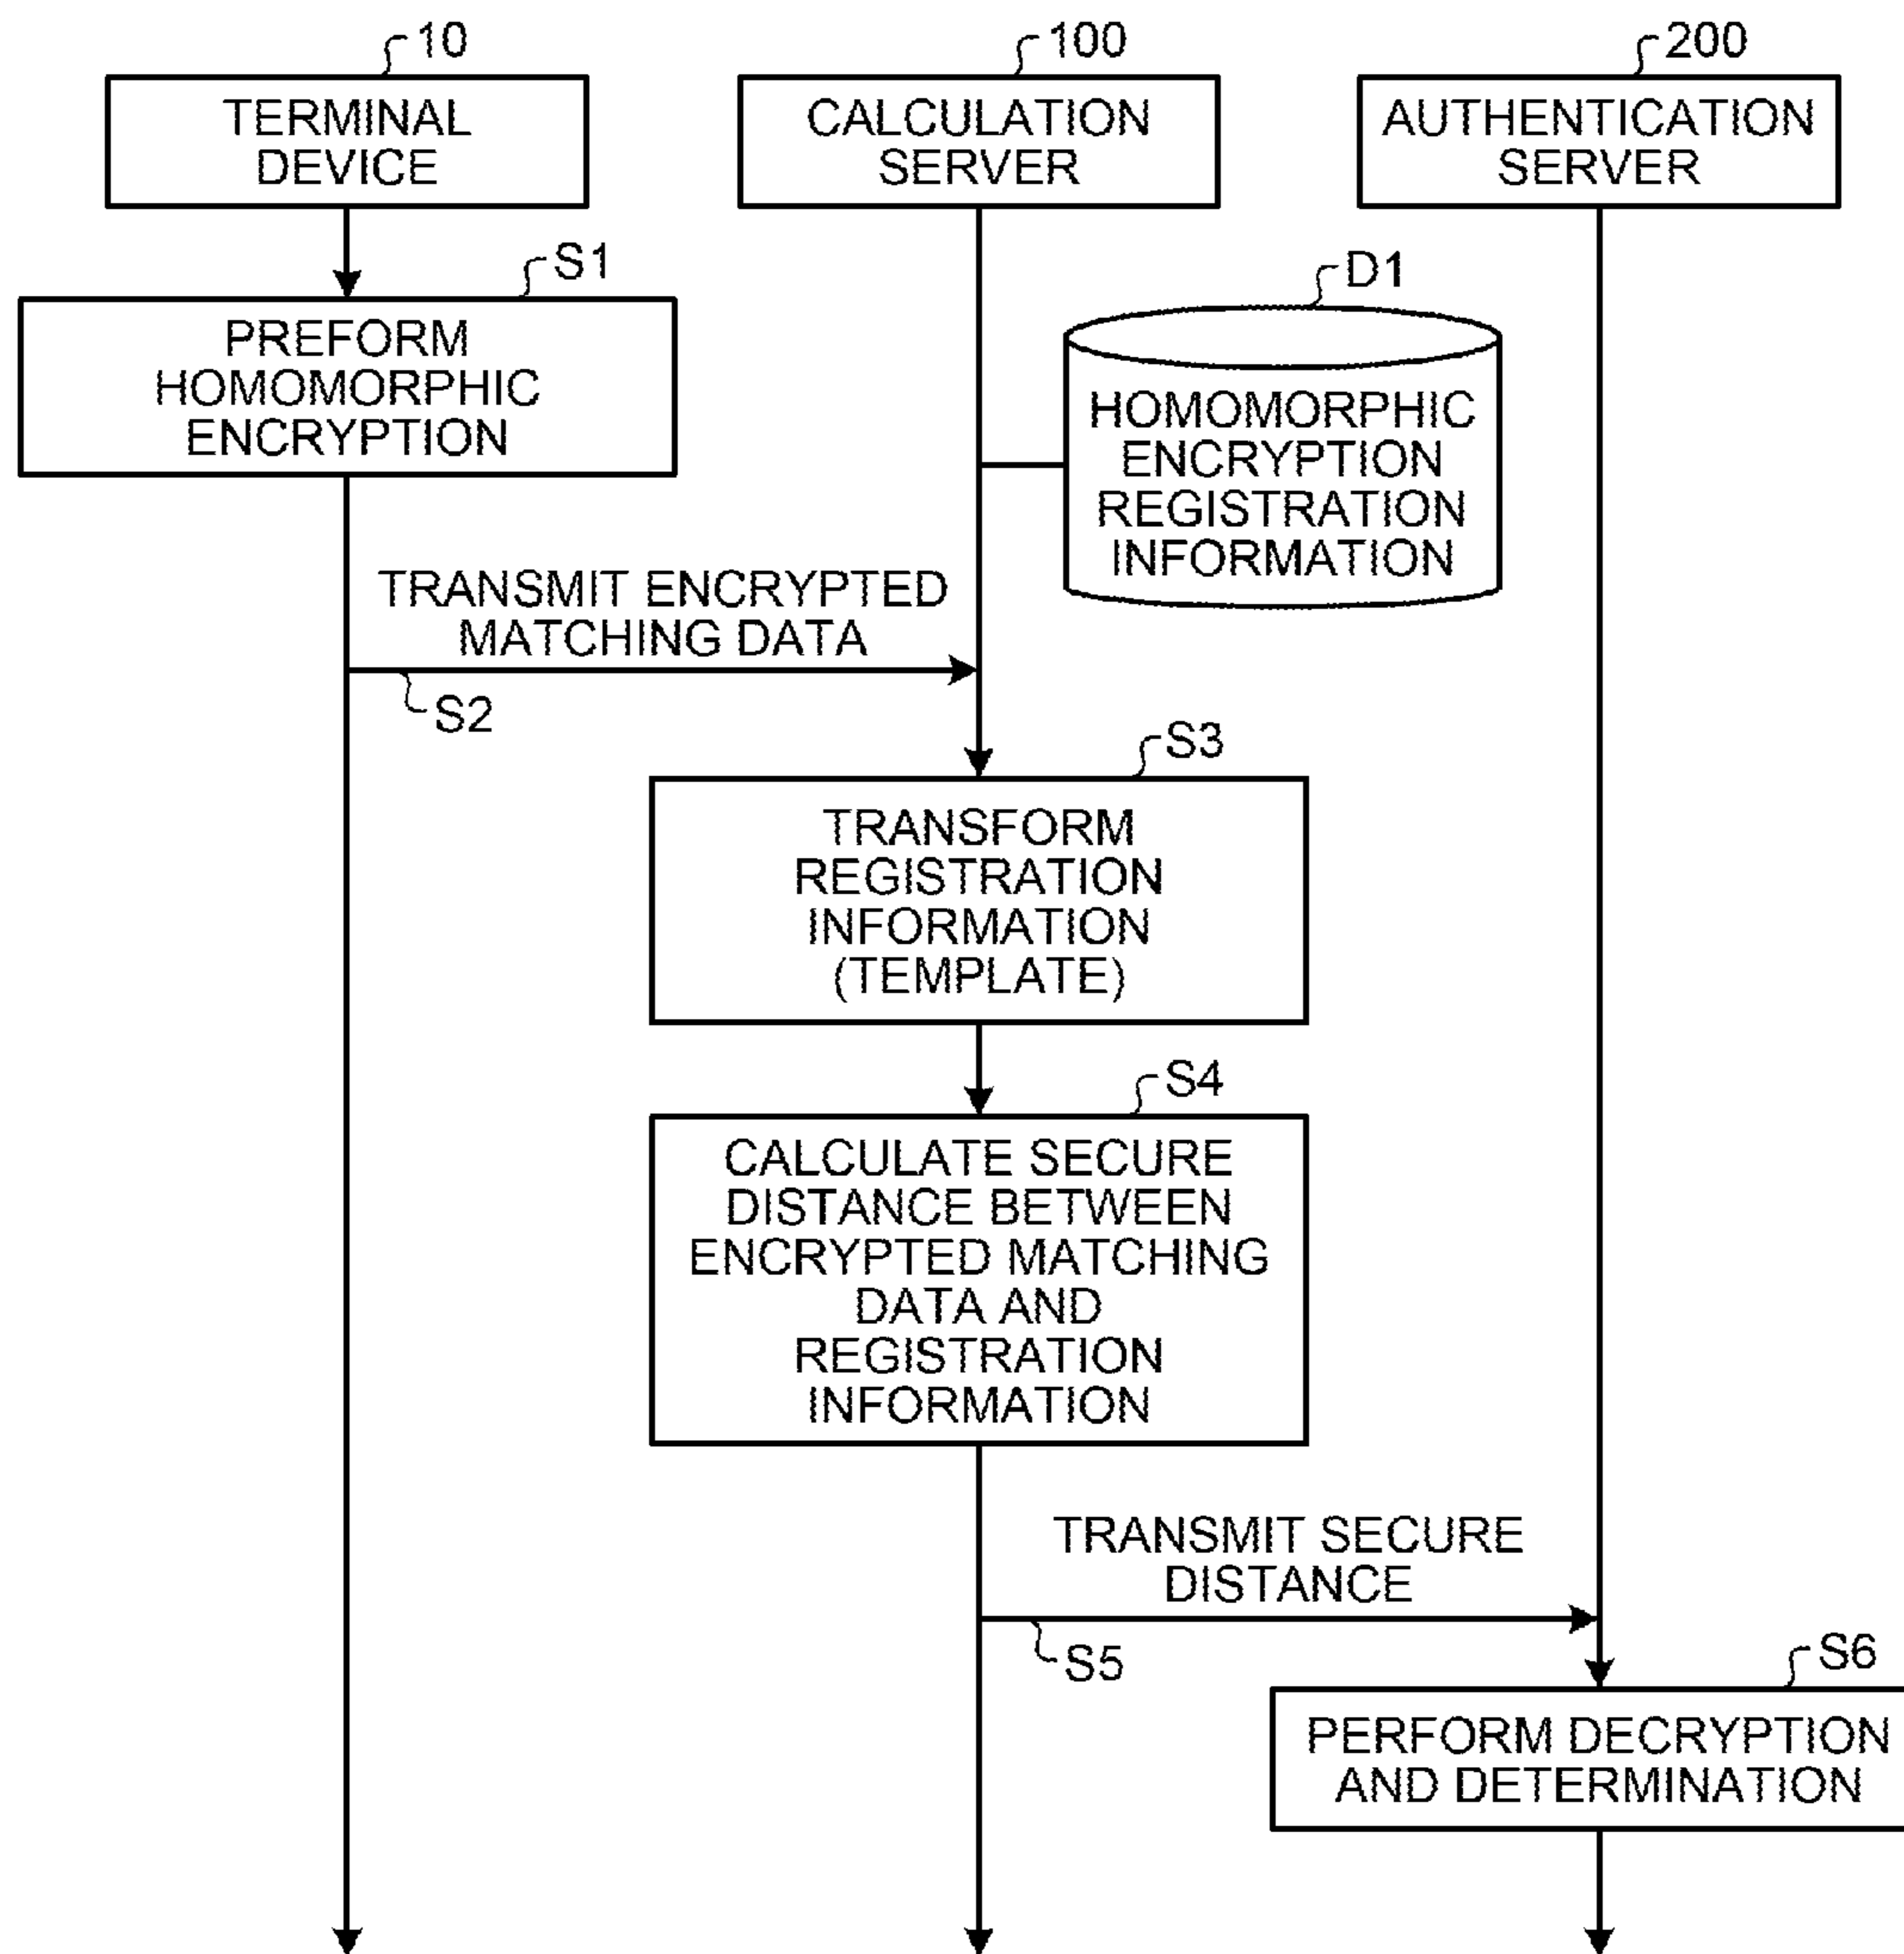 10
100
200
TERMINAL
DEVICE
CALCULATION
SERVER
AUTHENTICATION
SERVER
S1
PREFORM
HOMOMORPHIC
ENCRYPTION
D1
HOMOMORPHIC
ENCRYPTION
REGISTRATION
INFORMATION
TRANSMIT ENCRYPTED
MATCHING DATA
S2
S3
TRANSFORM
REGISTRATION
INFORMATION
(TEMPLATE)
S4
CALCULATE SECURE
DISTANCE BETWEEN
ENCRYPTED MATCHING
DATA AND
REGISTRATION
INFORMATION
TRANSMIT SECURE
DISTANCE
S5
S6
PERFORM DECRYPTION
AND DETERMINATION